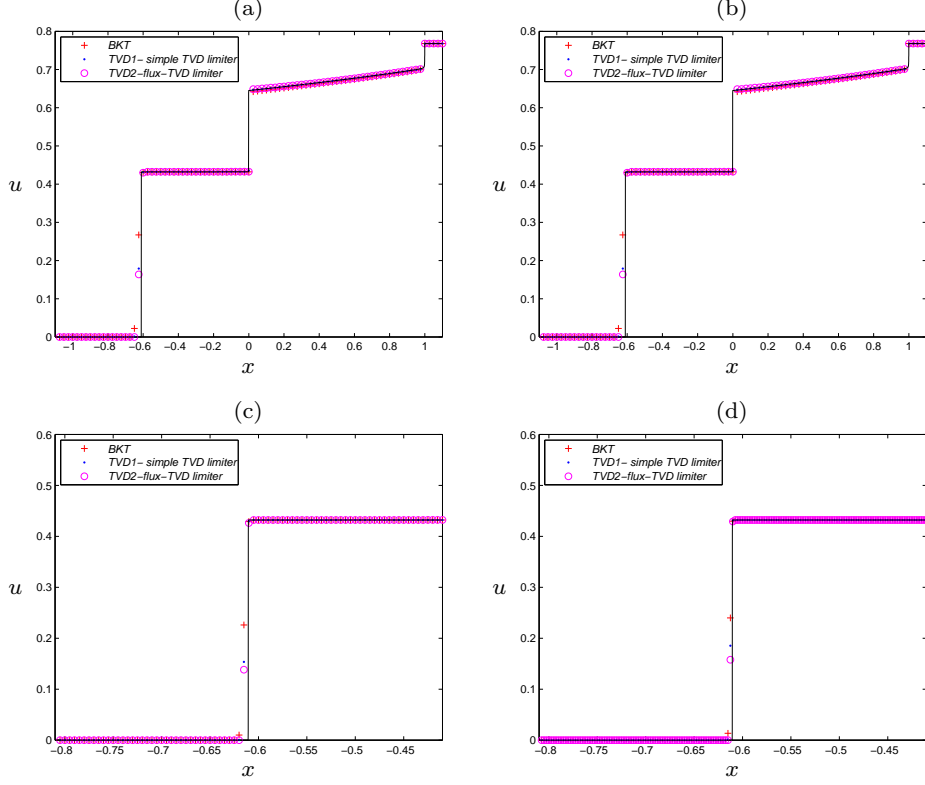 (a)
0.8
0.7
0.6
0.5
0.4
0.3
0.2
0.1
0
u
BKT
TVD1− simple TVD limiter
TVD2−flux−TVD limiter
−1 −0.8 −0.6 −0.4 −0.2 0 0.2 0.4 0.6 0.8 1
x
(b)
0.8
0.7
0.6
0.5
0.4
0.3
0.2
0.1
0
u
BKT
TVD1− simple TVD limiter
TVD2−flux−TVD limiter
−1 −0.8 −0.6 −0.4 −0.2 0 0.2 0.4 0.6 0.8 1
x
(c)
0.6
0.5
0.4
0.3
0.2
0.1
0
u
BKT
TVD1− simple TVD limiter
TVD2−flux−TVD limiter
−0.8 −0.75 −0.7 −0.65 −0.6 −0.55 −0.5 −0.45
x
(d)
0.6
0.5
0.4
0.3
0.2
0.1
0
u
BKT
TVD1− simple TVD limiter
TVD2−flux−TVD limiter
−0.8 −0.75 −0.7 −0.65 −0.6 −0.55 −0.5 −0.45
x